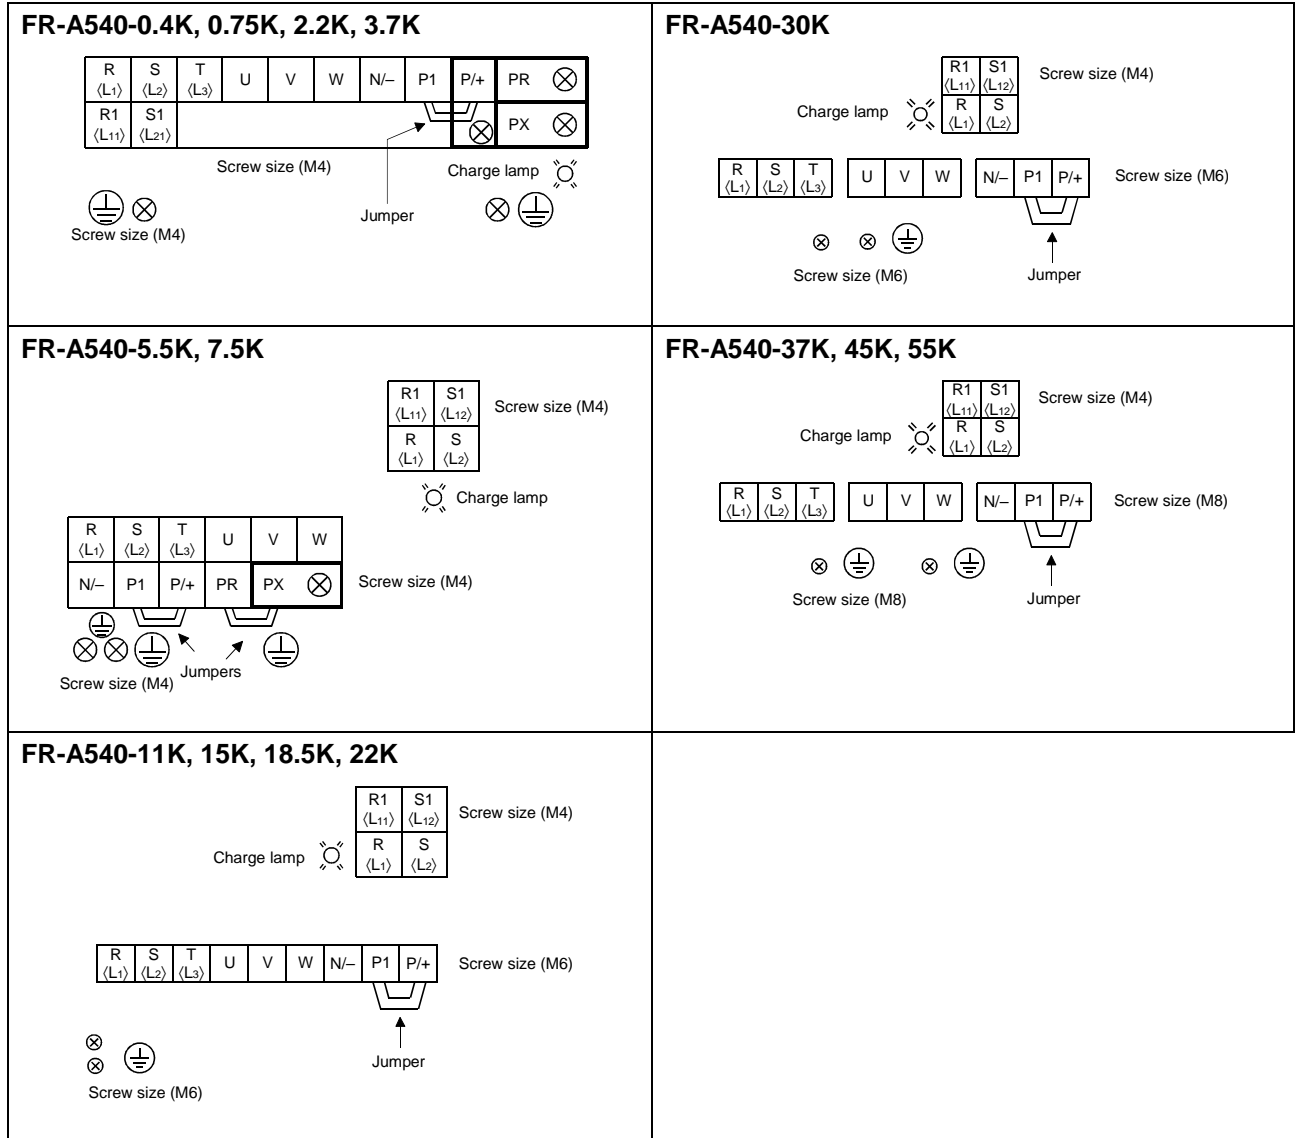 FR-A540-0.4K, 0.75K, 2.2K, 3.7K
R S T U V W N/– P1 P/+ PR
⟨L1⟩ ⟨L2⟩ ⟨L3⟩
R1 S1 PX
⟨L11⟩ ⟨L21⟩
Screw size (M4)
Charge lamp
Jumper
Screw size (M4)
FR-A540-30K
R1 S1
⟨L11⟩ ⟨L12⟩
Screw size (M4)
Charge lamp
R S
⟨L1⟩ ⟨L2⟩
R S T U V W N/– P1 P/+
⟨L1⟩ ⟨L2⟩ ⟨L3⟩
Screw size (M6)
Screw size (M6)
Jumper
FR-A540-5.5K, 7.5K
R1 S1
⟨L11⟩ ⟨L12⟩
Screw size (M4)
R S
⟨L1⟩ ⟨L2⟩
Charge lamp
R S T U V W
⟨L1⟩ ⟨L2⟩ ⟨L3⟩
N/– P1 P/+ PR PX
Screw size (M4)
Jumpers
Screw size (M4)
FR-A540-37K, 45K, 55K
R1 S1
⟨L11⟩ ⟨L12⟩
Screw size (M4)
Charge lamp
R S
⟨L1⟩ ⟨L2⟩
R S T U V W N/– P1 P/+
⟨L1⟩ ⟨L2⟩ ⟨L3⟩
Screw size (M8)
Screw size (M8)
Jumper
FR-A540-11K, 15K, 18.5K, 22K
R1 S1
⟨L11⟩ ⟨L12⟩
Screw size (M4)
Charge lamp
R S
⟨L1⟩ ⟨L2⟩
R S T U V W N/– P1 P/+
⟨L1⟩ ⟨L2⟩ ⟨L3⟩
Screw size (M6)
Jumper
Screw size (M6)